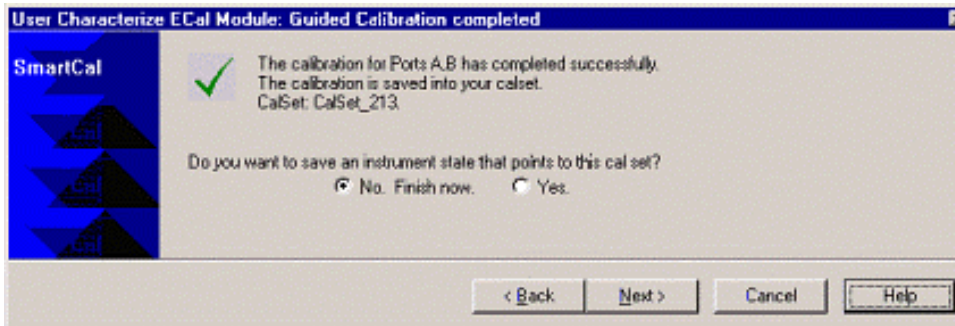 User Characterize ECal Module: Guided Calibration completed
SmartCal
The calibration for Ports A,B has completed successfully.
The calibration is saved into your calset.
CalSet: CalSet_213.
Do you want to save an instrument state that points to this cal set?
No. Finish now. Yes.
< Back Next > Cancel Help